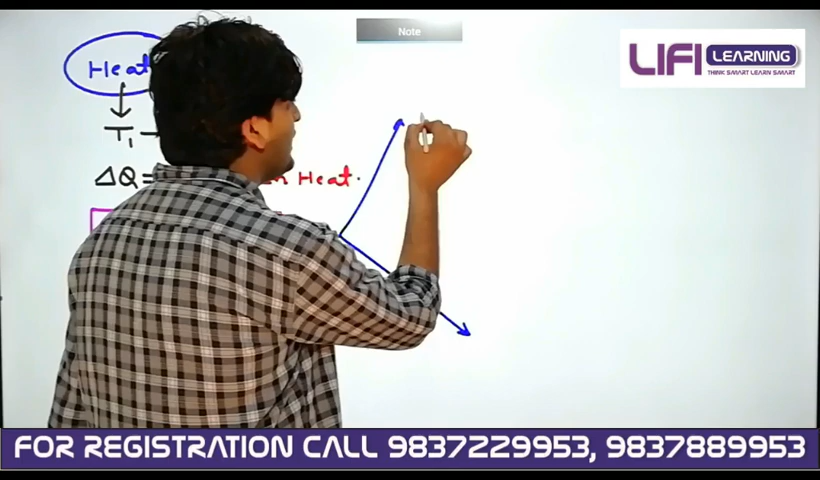 Note
LIFI LEARNING
THINK SMART LEARN SMART
Heat
T₁ -
ΔQ = Heat.
FOR REGISTRATION CALL 9837229953, 9837889953